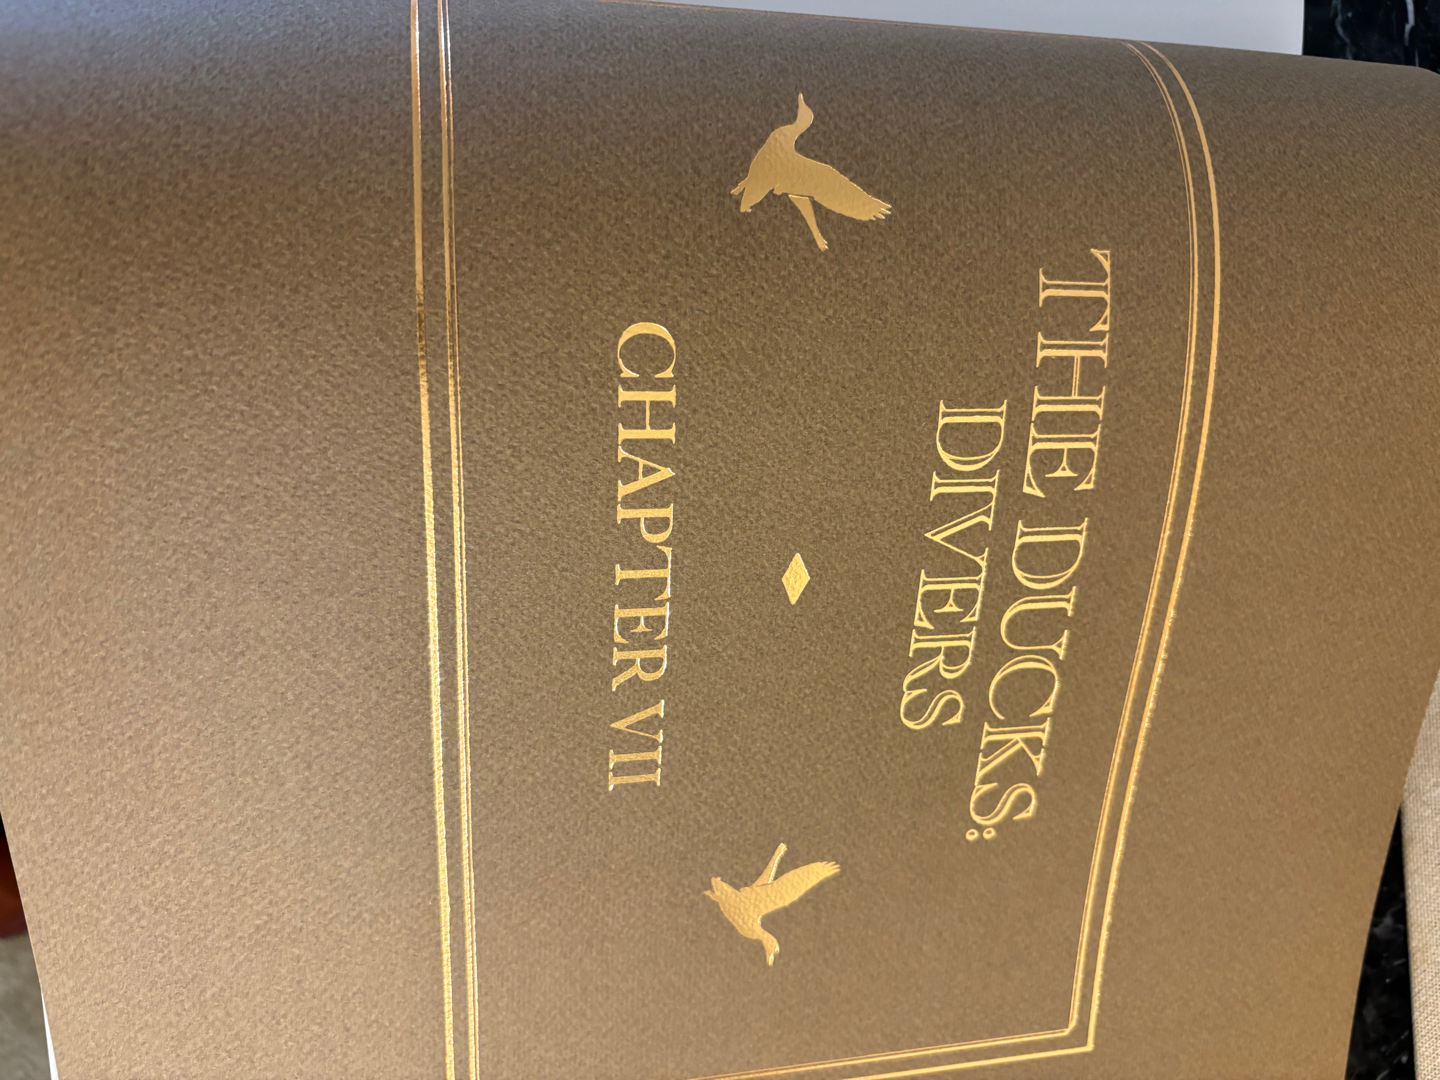 THE DUCKS:
DIVERS
CHAPTER VII